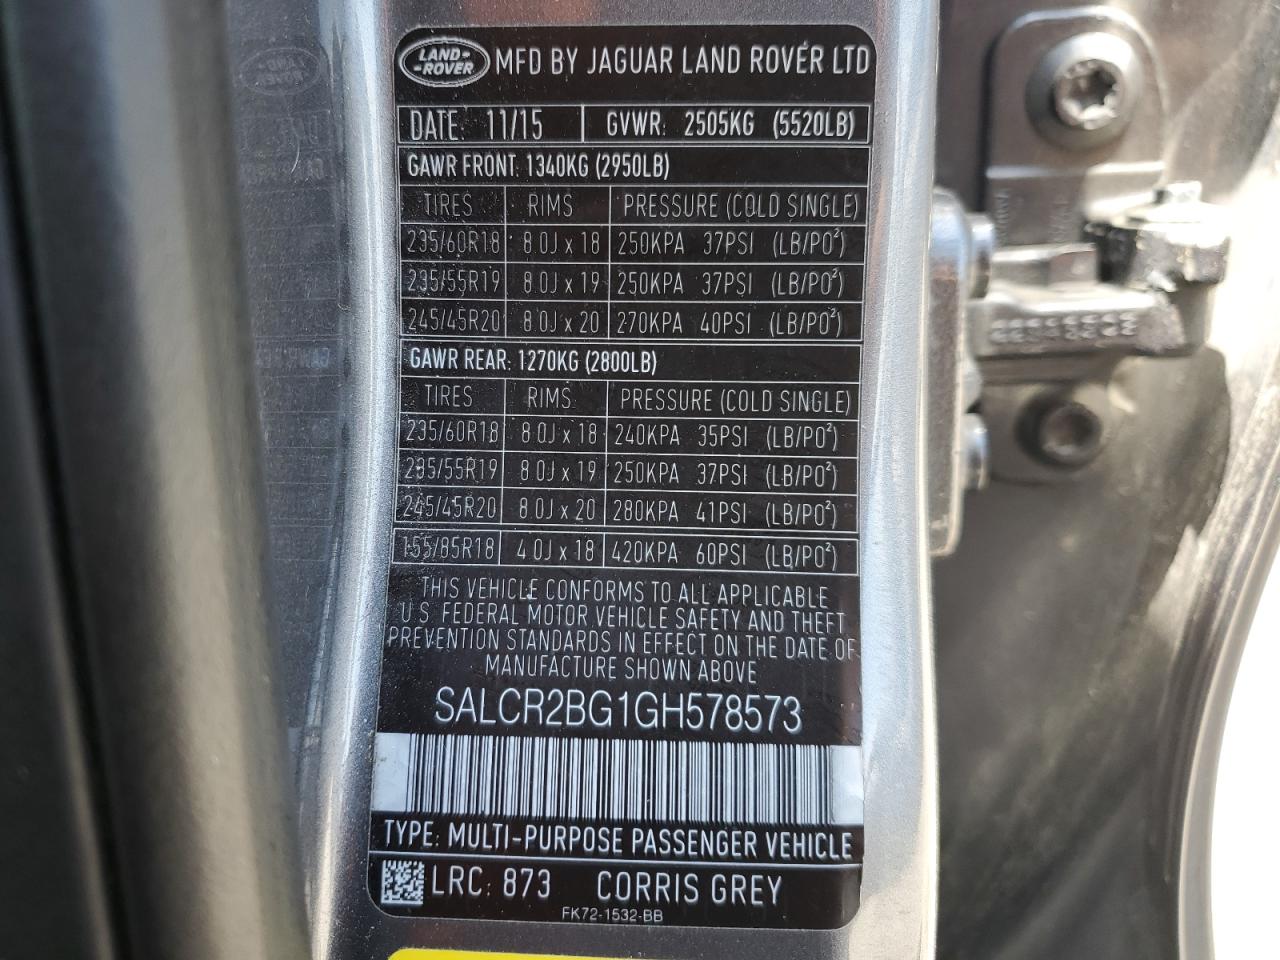 LAND-
-ROVER
MFD BY JAGUAR LAND ROVER LTD
DATE: 11/15 GVWR: 2505KG (5520LB)
GAWR FRONT: 1340KG (2950LB)
TIRES RIMS PRESSURE (COLD SINGLE)
235/60R18 8.0J x 18 250KPA 37PSI (LB/PO²)
235/55R19 8.0J x 19 250KPA 37PSI (LB/PO²)
245/45R20 8.0J x 20 270KPA 40PSI (LB/PO²)
GAWR REAR: 1270KG (2800LB)
TIRES RIMS PRESSURE (COLD SINGLE)
235/60R18 8.0J x 18 240KPA 35PSI (LB/PO²)
235/55R19 8.0J x 19 250KPA 37PSI (LB/PO²)
245/45R20 8.0J x 20 280KPA 41PSI (LB/PO²)
155/85R18 4.0J x 18 420KPA 60PSI (LB/PO²)
THIS VEHICLE CONFORMS TO ALL APPLICABLE
U.S. FEDERAL MOTOR VEHICLE SAFETY AND THEFT
PREVENTION STANDARDS IN EFFECT ON THE DATE OF
MANUFACTURE SHOWN ABOVE
SALCR2BG1GH578573
TYPE: MULTI-PURPOSE PASSENGER VEHICLE
LRC: 873 CORRIS GREY
FK72-1532-BB